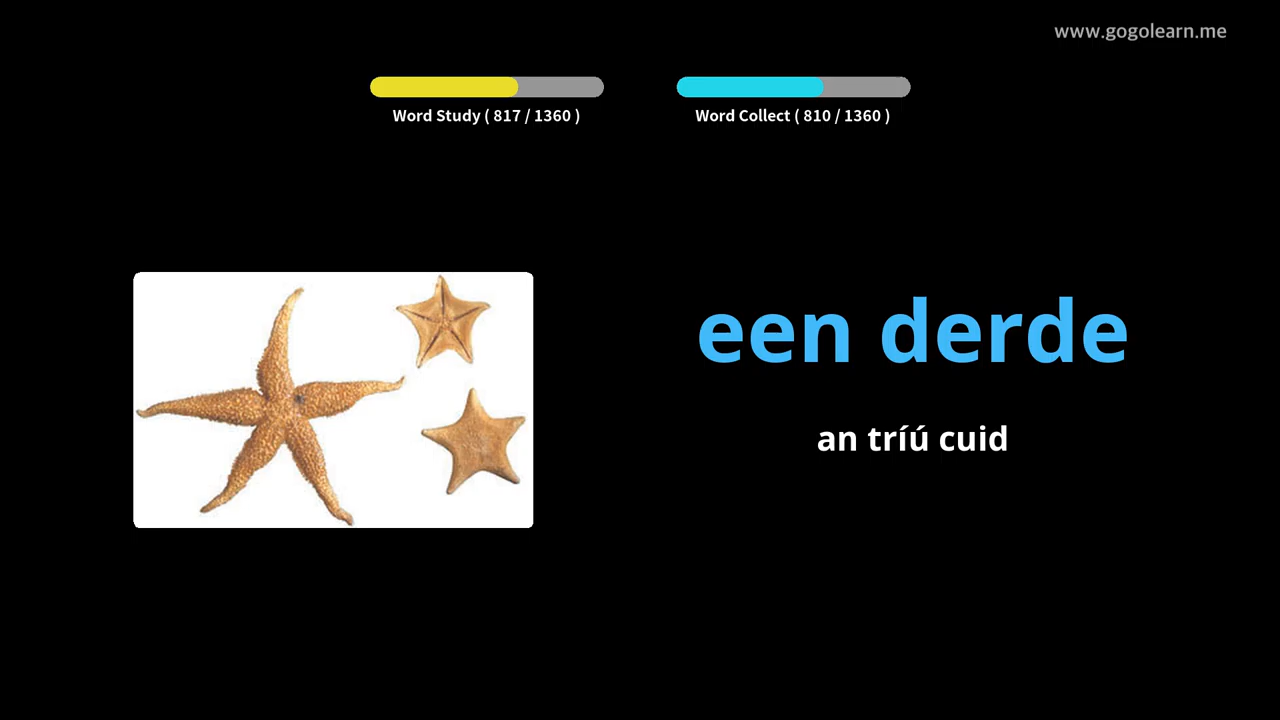 www.gogolearn.me
Word Study ( 817 / 1360 )
Word Collect ( 810 / 1360 )
een derde
an tríú cuid